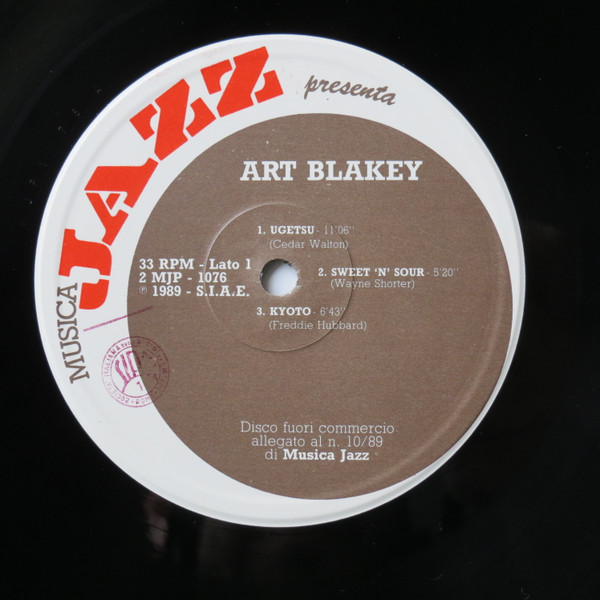 MUSICA
JAZZ
presenta
ART BLAKEY
1. UGETSU - 11'06"
(Cedar Walton)
33 RPM - Lato 1
2 MJP - 1076
℗ 1989 - S.I.A.E.
2. SWEET 'N' SOUR - 5'20"
(Wayne Shorter)
3. KYOTO - 6'43"
(Freddie Hubbard)
Disco fuori commercio
allegato al n. 10/89
di Musica Jazz